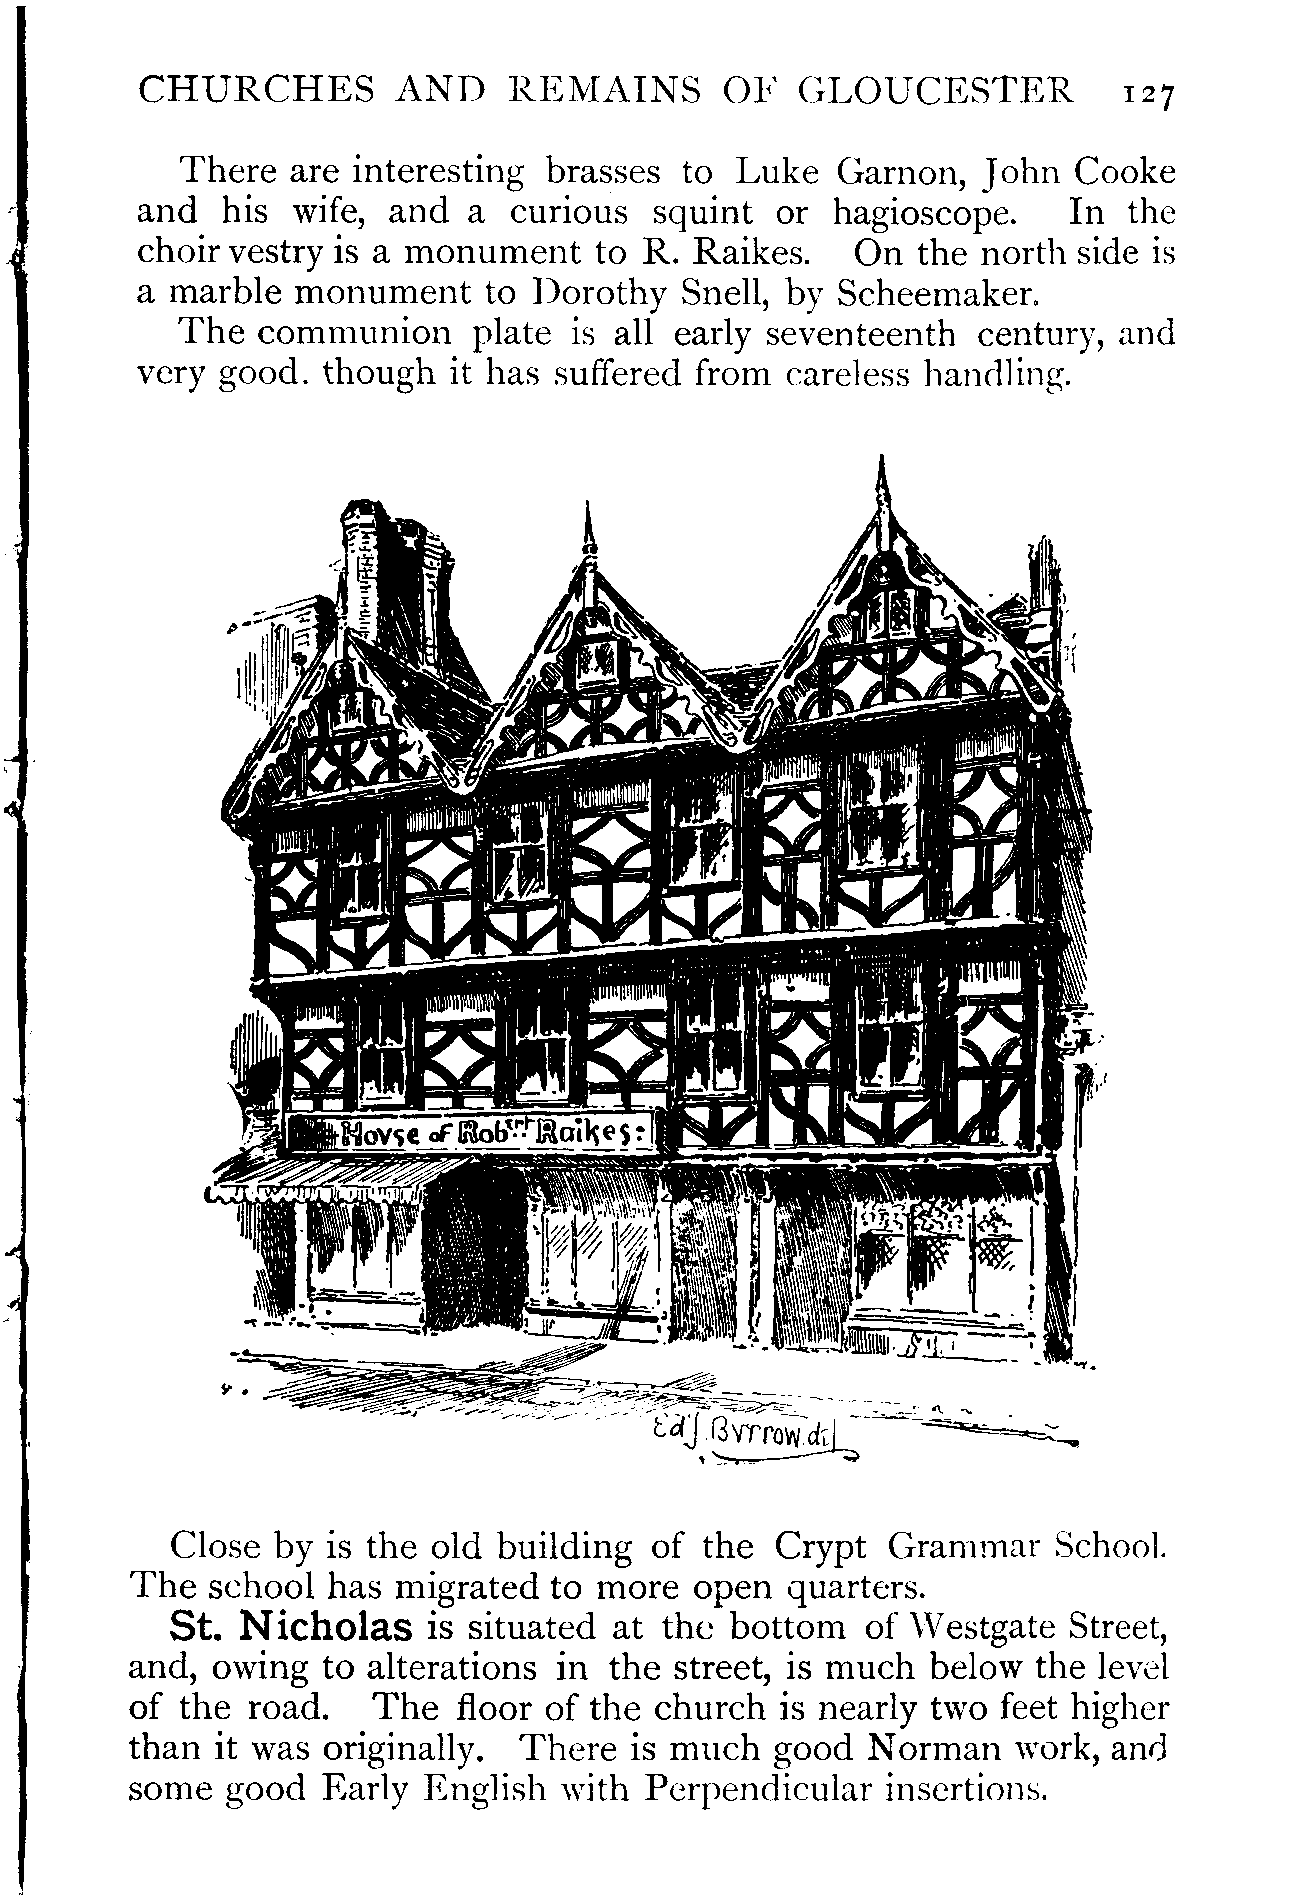 CHURCHES AND REMAINS OF GLOUCESTER 127
There are interesting brasses to Luke Garnon, John Cooke
and his wife, and a curious squint or hagioscope. In the
choir vestry is a monument to R. Raikes. On the north side is
a marble monument to Dorothy Snell, by Scheemaker.
The communion plate is all early seventeenth century, and
very good. though it has suffered from careless handling.
Hovse of Robert Raikes:
Ed J. Bvrrow. del
Close by is the old building of the Crypt Grammar School.
The school has migrated to more open quarters.
St. Nicholas is situated at the bottom of Westgate Street,
and, owing to alterations in the street, is much below the level
of the road. The floor of the church is nearly two feet higher
than it was originally. There is much good Norman work, and
some good Early English with Perpendicular insertions.